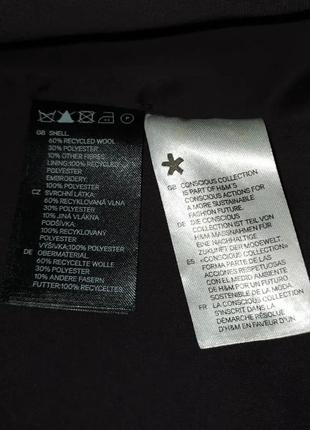 GB SHELL:
60% RECYCLED WOOL
30% POLYESTER
10% OTHER FIBRES
LINING:100% RECYCLED
POLYESTER
EMBROIDERY:
100% POLYESTER
CZ SVRCHNÍ LÁTKA:
60% RECYKLOVANÁ VLNA
30% POLYESTER
10% JINÁ VLÁKNA
PODŠÍVKA:
100% RECYKLOVANÝ
POLYESTER
VÝŠIVKA:100% POLYESTER
DE OBERMATERIAL:
60% RECYCELTE WOLLE
30% POLYESTER
10% ANDERE FASERN
FUTTER:100% RECYCELTER
P
GB CONSCIOUS COLLECTION
IS PART OF H&M'S
CONSCIOUS ACTIONS FOR
A MORE SUSTAINABLE
FASHION FUTURE.
DE DIE CONSCIOUS
COLLECTION IST TEIL VON
H&M MASSNAHMEN FÜR
EINE NACHHALTIGE
ZUKUNFT DER MODEWELT.
ES «CONSCIOUS COLLECTION»
FORMA PARTE DE LAS
ACCIONES RESPETUOSAS
CON EL MEDIO AMBIENTE
DE H&M POR UN FUTURO
SOSTENIBLE DE LA MODA
FR LA CONSCIOUS COLLECTION
S'INSCRIT DANS LA
DÉMARCHE RÉSOLUE
D'H&M EN FAVEUR D'UN